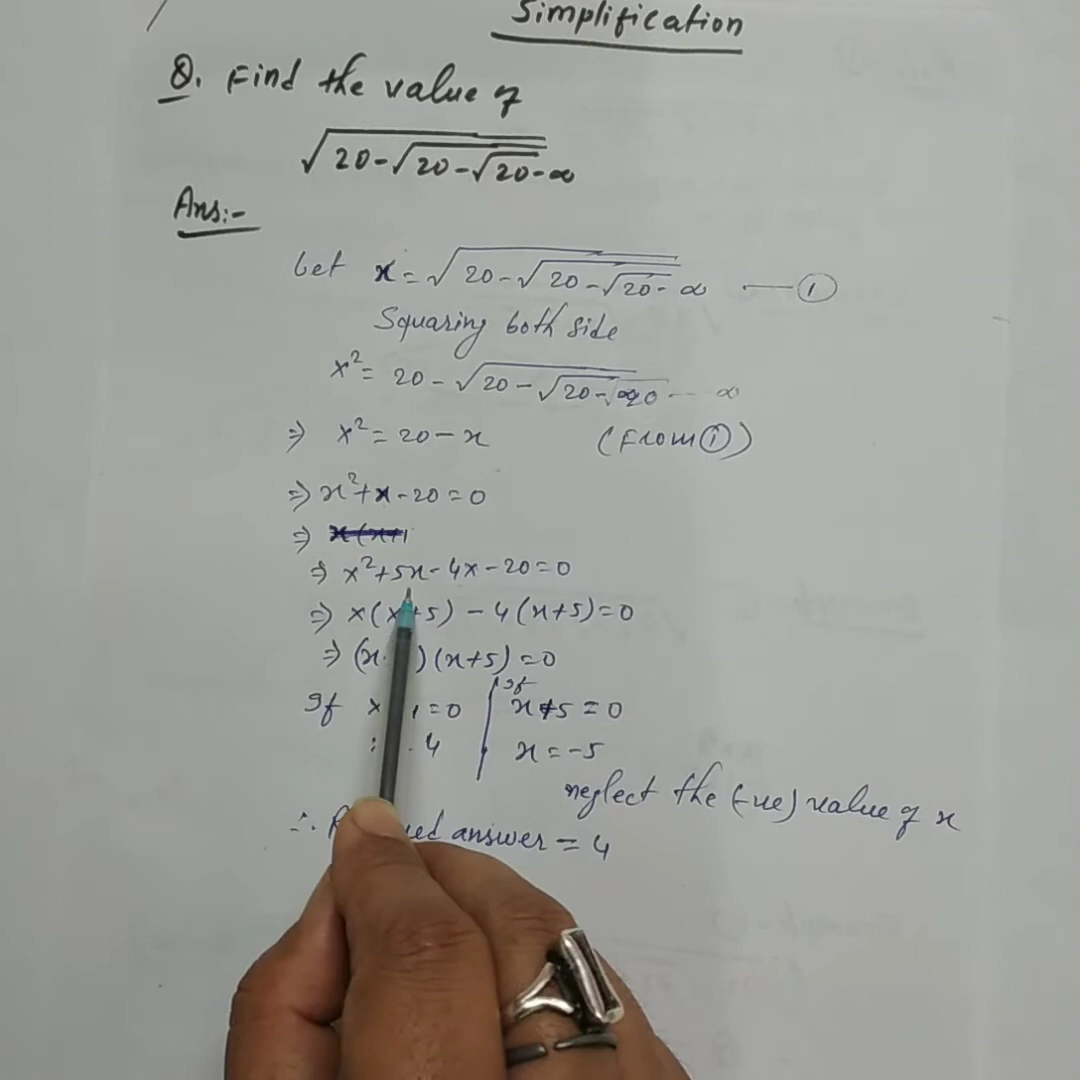 Simplification
Q. Find the value of
√20-√20-√20-∞
Ans:-
Let x = √20-√20-√20- ∞ — ①
Squaring both side
x² = 20 - √20 - √20- ∞
⇒ x² = 20 - x (From ①)
⇒ x² + x - 20 = 0
⇒ x² + 5x - 4x - 20 = 0
⇒ x(x+5) - 4(x+5) = 0
⇒ (x )(x+5) = 0
If x = 0 | If x+5 = 0
4 | x = -5
neglect the (-ve) value of x
∴ answer = 4